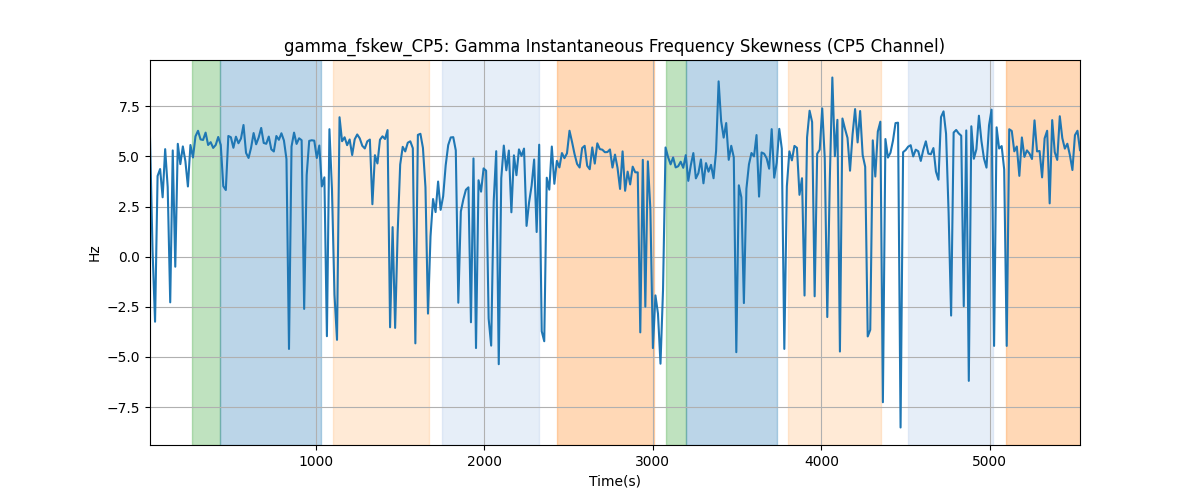 gamma_fskew_CP5: Gamma Instantaneous Frequency Skewness (CP5 Channel)
7.5
5.0
2.5
0.0
−2.5
−5.0
−7.5
Hz
1000 2000 3000 4000 5000
Time(s)